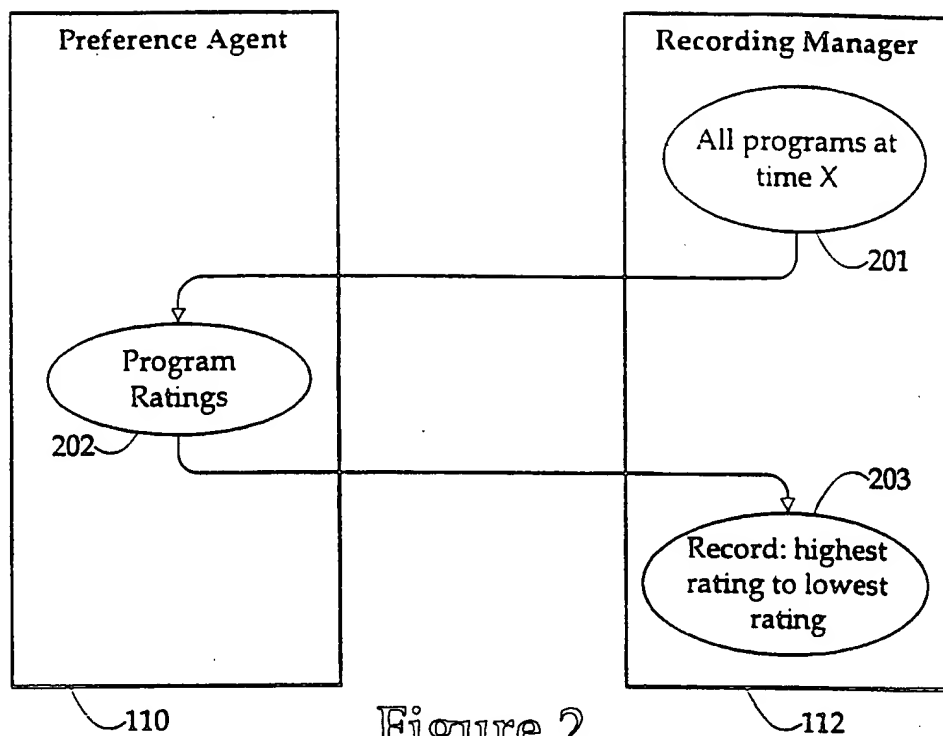 Preference Agent
Recording Manager
All programs at
time X
201
Program
Ratings
202
203
Record: highest
rating to lowest
rating
110
112
Figure 2